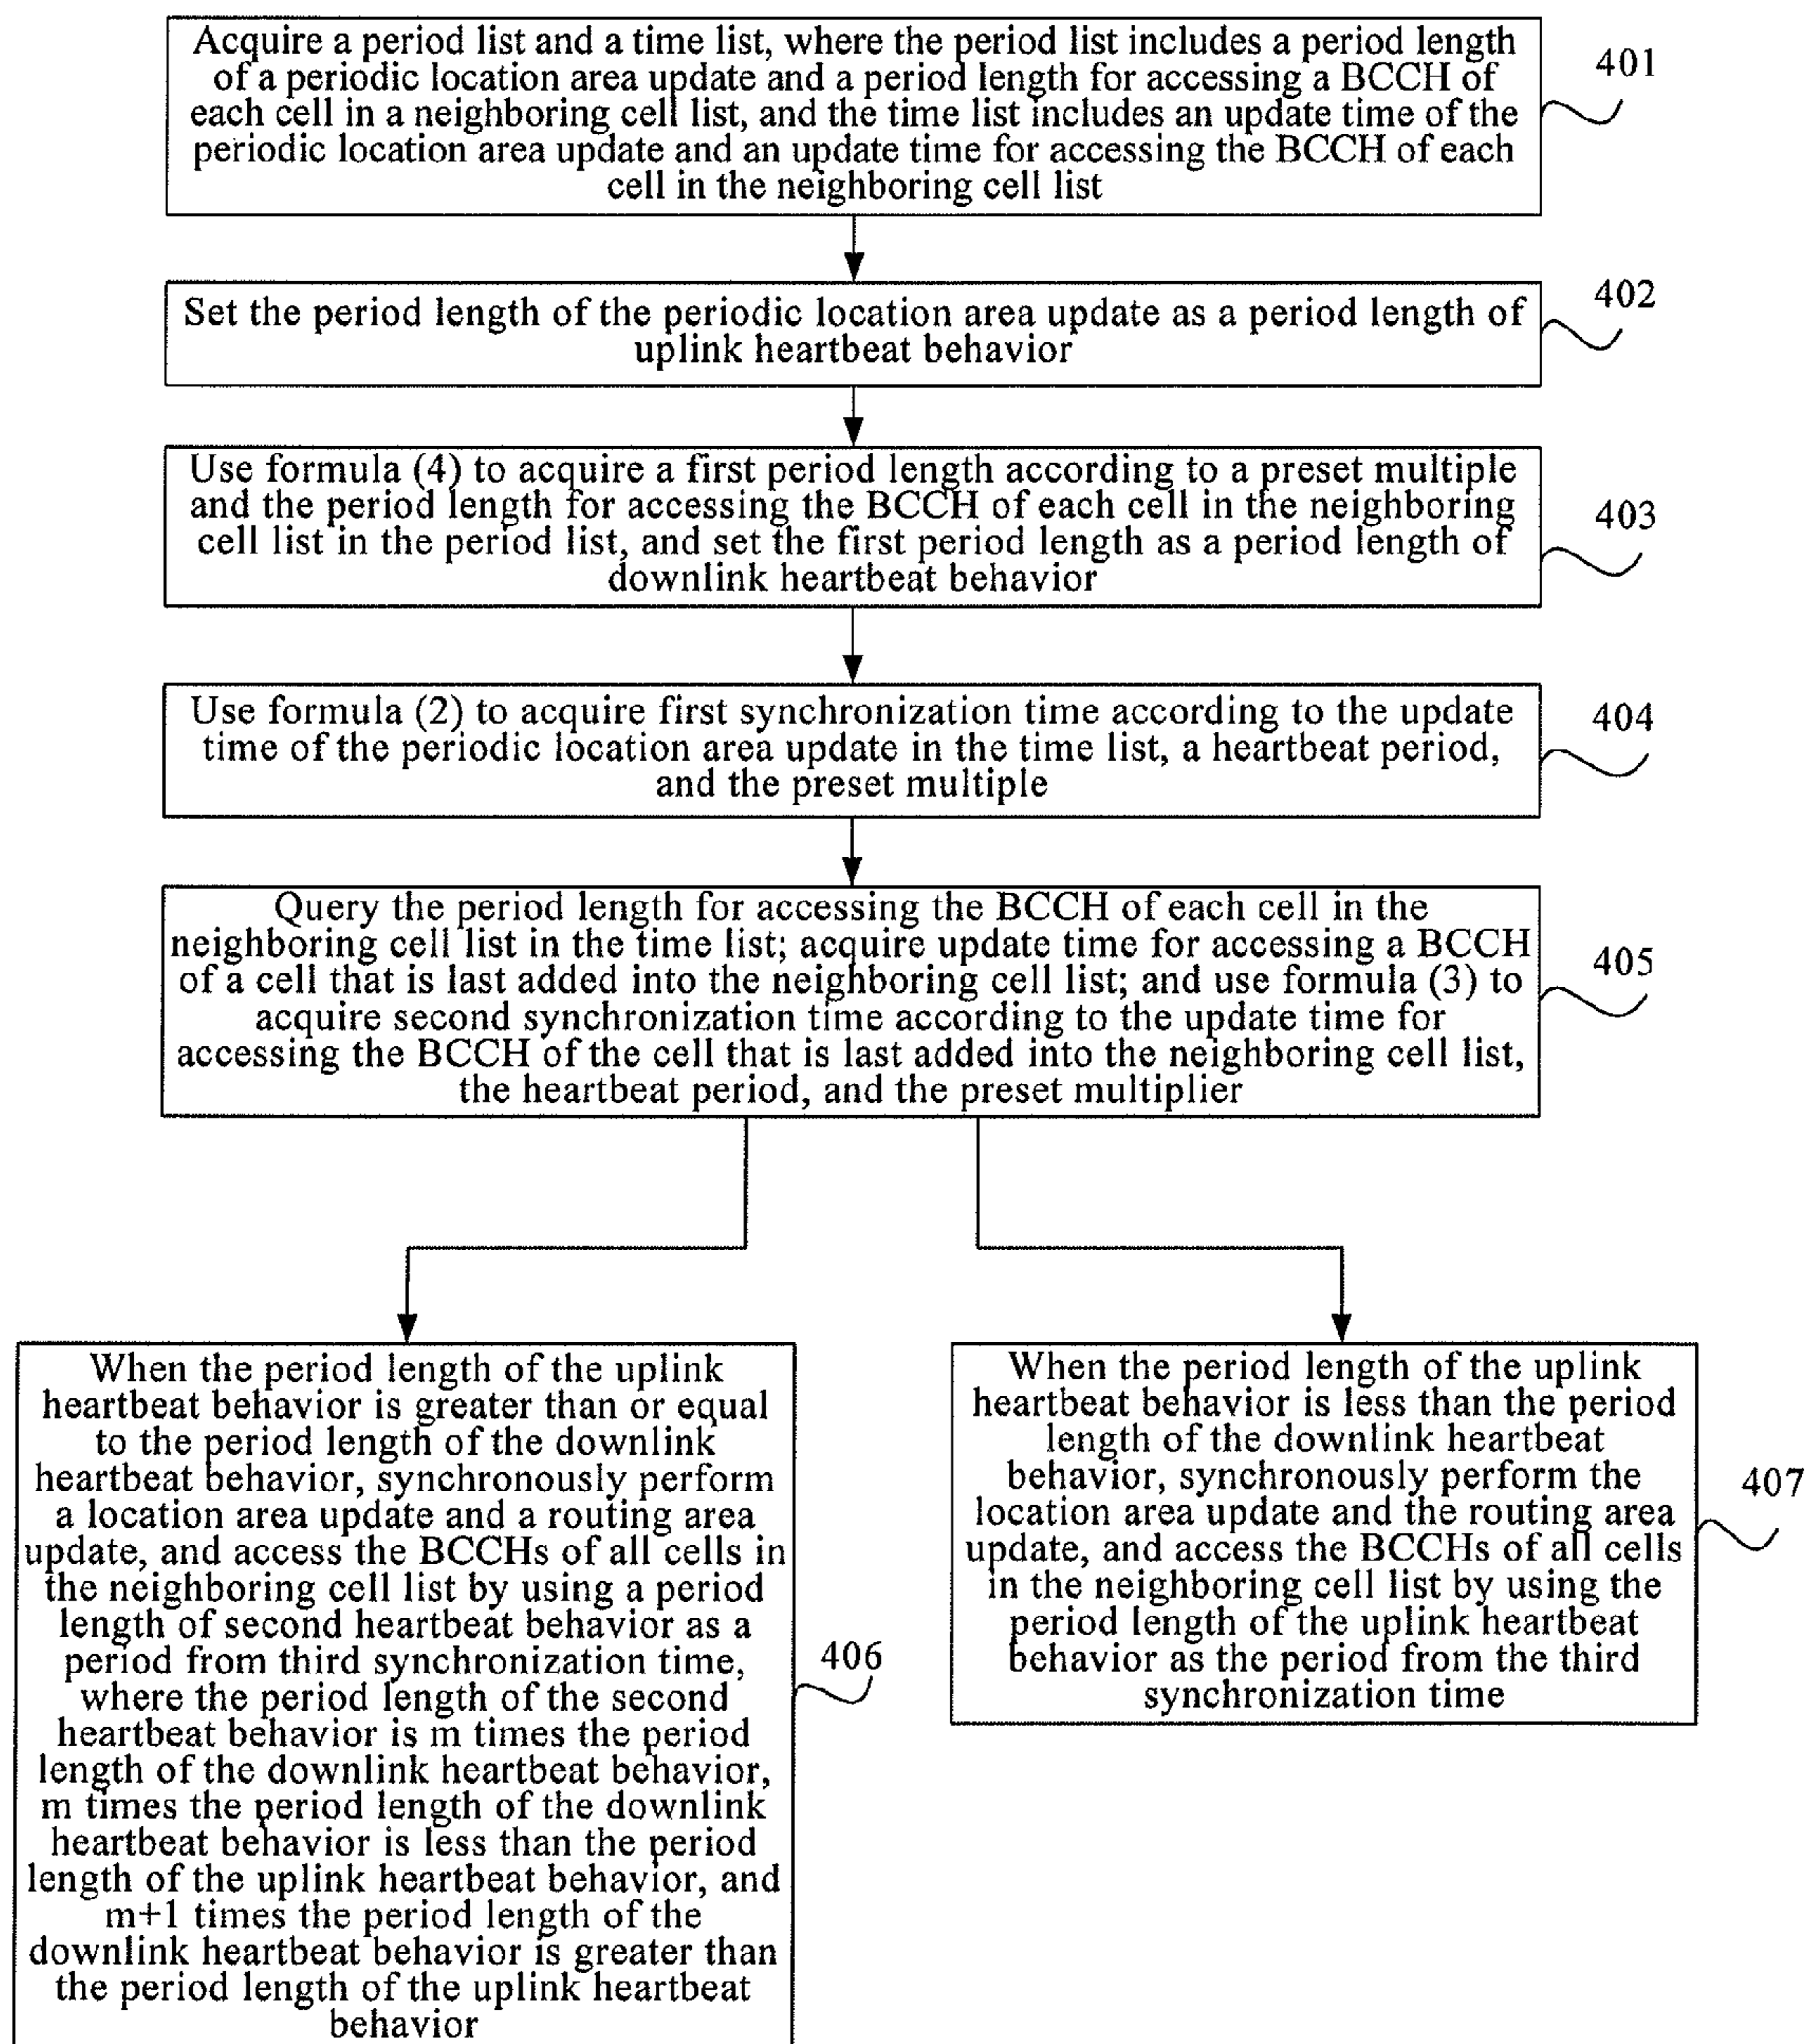 Acquire a period list and a time list, where the period list includes a period length
of a periodic location area update and a period length for accessing a BCCH of
each cell in a neighboring cell list, and the time list includes an update time of the
periodic location area update and an update time for accessing the BCCH of each
cell in the neighboring cell list
401
Set the period length of the periodic location area update as a period length of
uplink heartbeat behavior
402
Use formula (4) to acquire a first period length according to a preset multiple
and the period length for accessing the BCCH of each cell in the neighboring
cell list in the period list, and set the first period length as a period length of
downlink heartbeat behavior
403
Use formula (2) to acquire first synchronization time according to the update
time of the periodic location area update in the time list, a heartbeat period,
and the preset multiple
404
Query the period length for accessing the BCCH of each cell in the
neighboring cell list in the time list; acquire update time for accessing a BCCH
of a cell that is last added into the neighboring cell list; and use formula (3) to
acquire second synchronization time according to the update time for
accessing the BCCH of the cell that is last added into the neighboring cell list,
the heartbeat period, and the preset multiplier
405
When the period length of the uplink
heartbeat behavior is greater than or equal
to the period length of the downlink
heartbeat behavior, synchronously perform
a location area update and a routing area
update, and access the BCCHs of all cells in
the neighboring cell list by using a period
length of second heartbeat behavior as a
period from third synchronization time,
where the period length of the second
heartbeat behavior is m times the period
length of the downlink heartbeat behavior,
m times the period length of the downlink
heartbeat behavior is less than the period
length of the uplink heartbeat behavior, and
m+1 times the period length of the
downlink heartbeat behavior is greater than
the period length of the uplink heartbeat
behavior
406
When the period length of the uplink
heartbeat behavior is less than the period
length of the downlink heartbeat
behavior, synchronously perform the
location area update and the routing area
update, and access the BCCHs of all cells
in the neighboring cell list by using the
period length of the uplink heartbeat
behavior as the period from the third
synchronization time
407